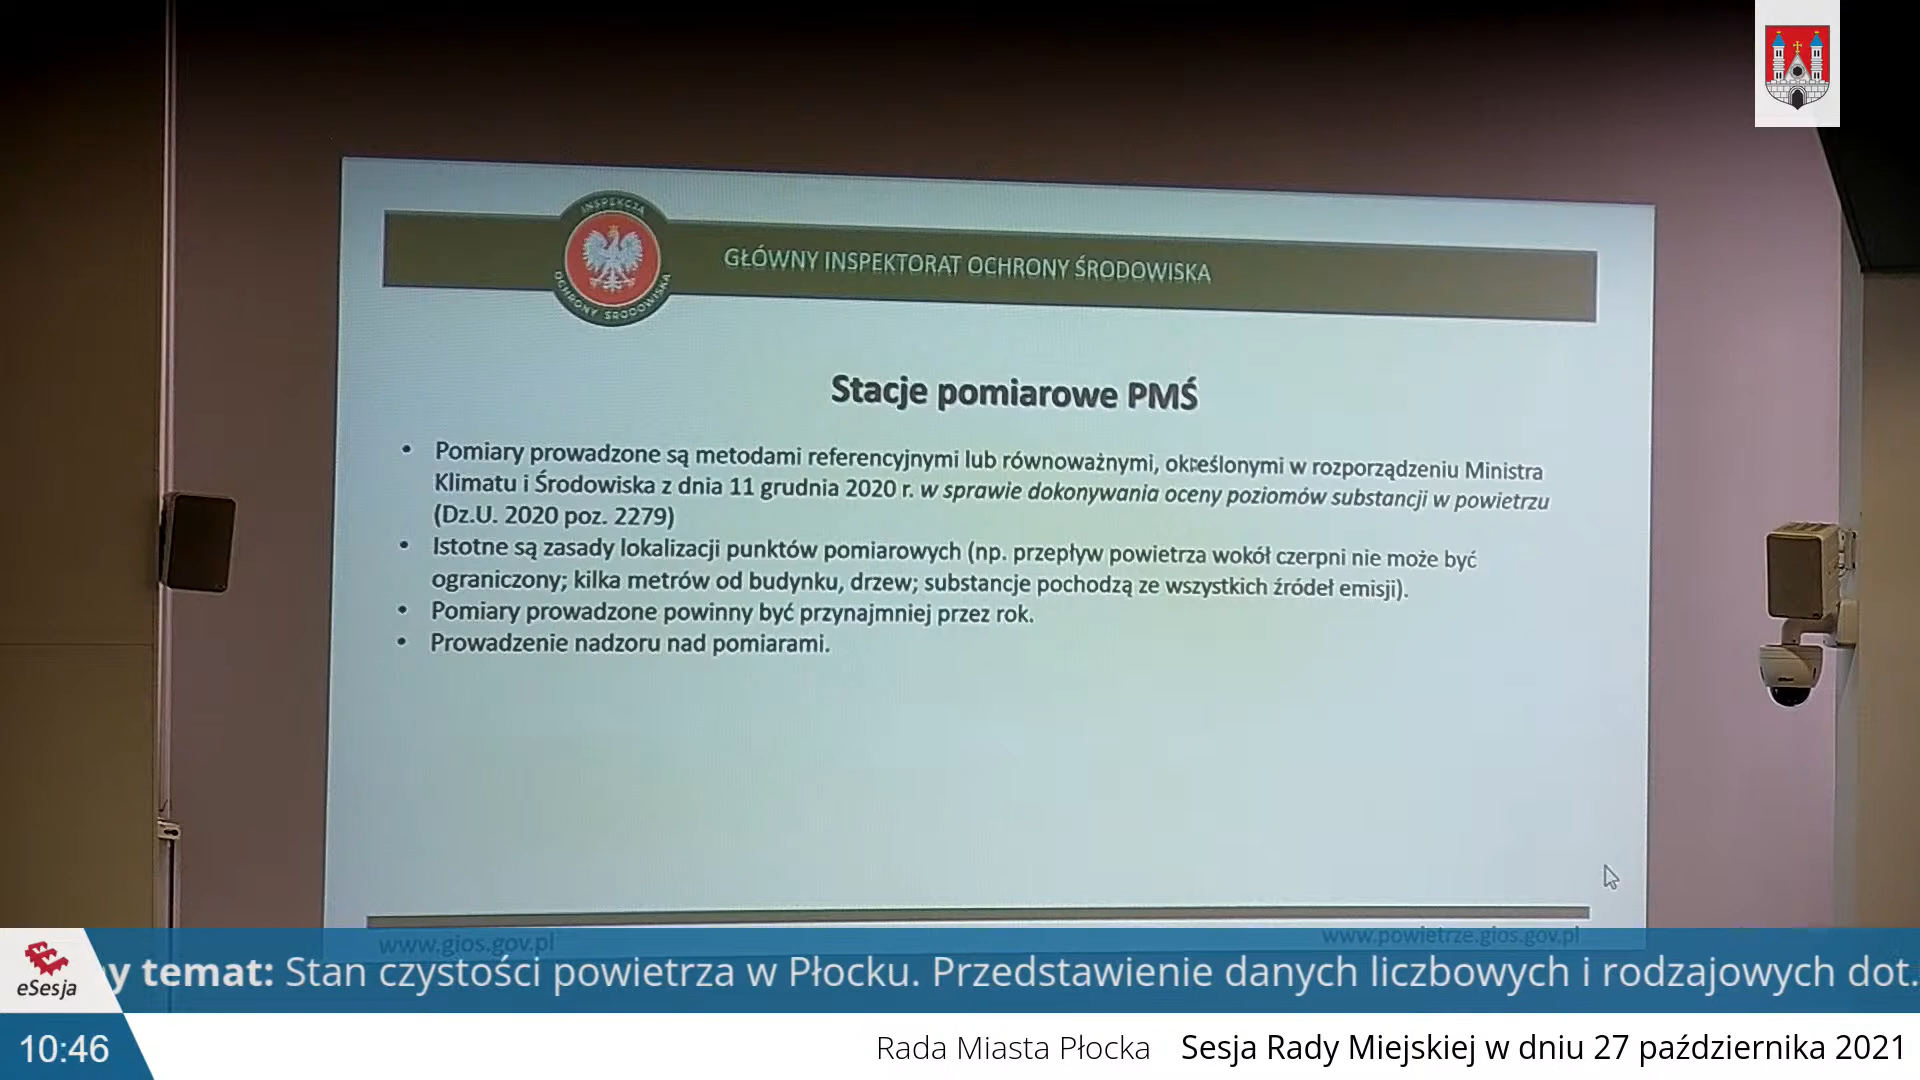 INSPEKCJA
OCHRONY ŚRODOWISKA
GŁÓWNY INSPEKTORAT OCHRONY ŚRODOWISKA
Stacje pomiarowe PMŚ
• Pomiary prowadzone są metodami referencyjnymi lub równoważnymi, określonymi w rozporządzeniu Ministra
Klimatu i Środowiska z dnia 11 grudnia 2020 r. w sprawie dokonywania oceny poziomów substancji w powietrzu
(Dz.U. 2020 poz. 2279)
• Istotne są zasady lokalizacji punktów pomiarowych (np. przepływ powietrza wokół czerpni nie może być
ograniczony; kilka metrów od budynku, drzew; substancje pochodzą ze wszystkich źródeł emisji).
• Pomiary prowadzone powinny być przynajmniej przez rok.
• Prowadzenie nadzoru nad pomiarami.
www.gios.gov.pl
www.powietrze.gios.gov.pl
eSesja
y temat: Stan czystości powietrza w Płocku. Przedstawienie danych liczbowych i rodzajowych dot.
10:46
Rada Miasta Płocka Sesja Rady Miejskiej w dniu 27 października 2021